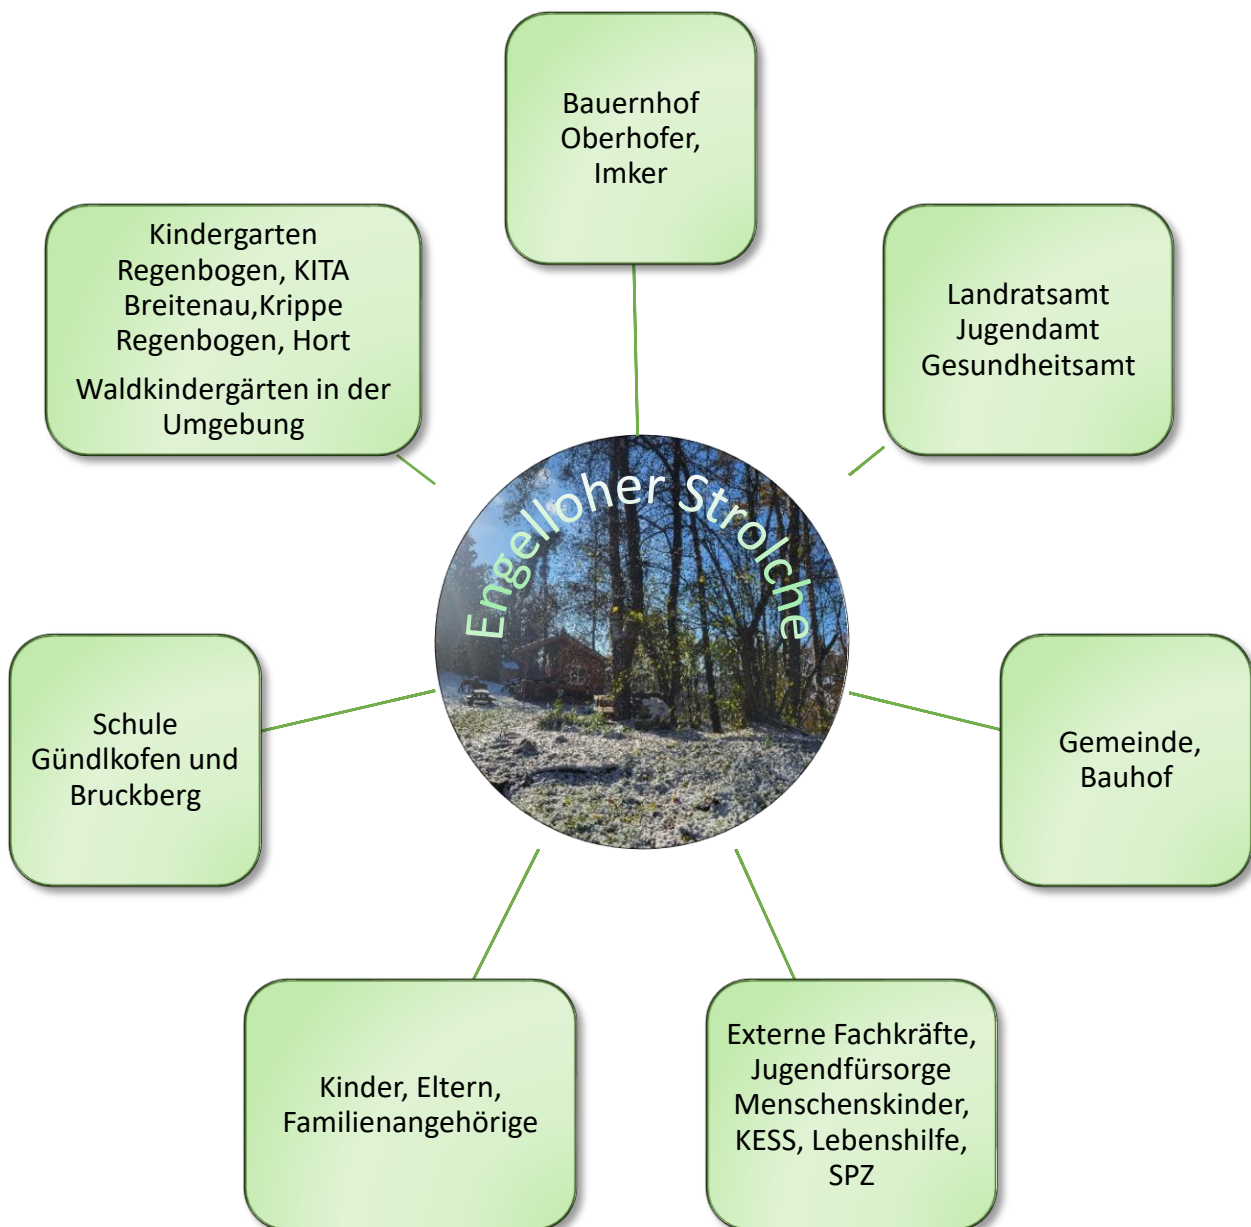 Bauernhof
Oberhofer,
Imker
Kindergarten
Regenbogen, KITA
Breitenau,Krippe
Regenbogen, Hort
Waldkindergärten in der
Umgebung
Landratsamt
Jugendamt
Gesundheitsamt
Engelloher Strolche
Schule
Gündlkofen und
Bruckberg
Gemeinde,
Bauhof
Kinder, Eltern,
Familienangehörige
Externe Fachkräfte,
Jugendfürsorge
Menschenskinder,
KESS, Lebenshilfe,
SPZ